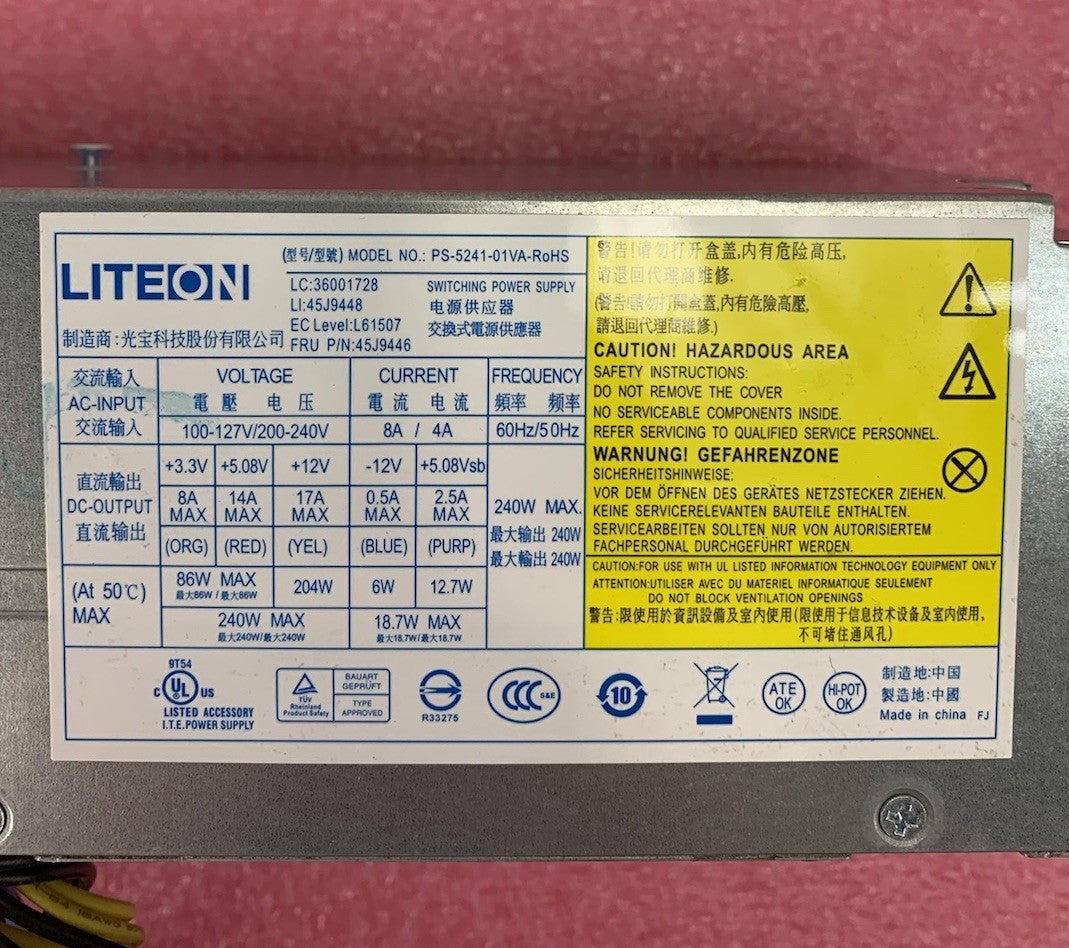 LITEON
制造商:光宝科技股份有限公司
(型号/型號) MODEL NO.: PS-5241-01VA-RoHS
LC:36001728
LI:45J9448
EC Level:L61507
FRU P/N:45J9446
SWITCHING POWER SUPPLY
电源供应器
交换式電源供應器
交流輸入
AC-INPUT
交流输入
VOLTAGE
電壓 电压
CURRENT
電流 电流
FREQUENCY
頻率 频率
100-127V/200-240V
8A / 4A
60Hz/50Hz
直流輸出
DC-OUTPUT
直流输出
+3.3V +5.08V +12V -12V +5.08Vsb
8A MAX 14A MAX 17A MAX 0.5A MAX 2.5A MAX
(ORG) (RED) (YEL) (BLUE) (PURP)
240W MAX.
最大输出 240W
最大輸出 240W
(At 50℃)
MAX
86W MAX
最大86W / 最大86W
204W
6W
12.7W
240W MAX
最大240W/最大240W
18.7W MAX
最大18.7W/最大18.7W
警告!请勿打开盒盖,内有危险高压,
请退回代理商维修.
(警告!請勿打開盒蓋,內有危險高壓,
請退回代理商維修.)
CAUTION! HAZARDOUS AREA
SAFETY INSTRUCTIONS:
DO NOT REMOVE THE COVER
NO SERVICEABLE COMPONENTS INSIDE.
REFER SERVICING TO QUALIFIED SERVICE PERSONNEL.
WARNUNG! GEFAHRENZONE
SICHERHEITSHINWEISE:
VOR DEM ÖFFNEN DES GERÄTES NETZSTECKER ZIEHEN.
KEINE SERVICERELEVANTEN BAUTEILE ENTHALTEN.
SERVICEARBEITEN SOLLTEN NUR VON AUTORISIERTEM
FACHPERSONAL DURCHGEFÜHRT WERDEN.
CAUTION:FOR USE WITH UL LISTED INFORMATION TECHNOLOGY EQUIPMENT ONLY
ATTENTION:UTILISER AVEC DU MATERIEL INFORMATIQUE SEULEMENT
DO NOT BLOCK VENTILATION OPENINGS
警告:限使用於資訊設備及室內使用(限使用于信息技术设备及室内使用,
不可堵住通风孔)
9T54
C UL US
LISTED ACCESSORY
I.T.E.POWER SUPPLY
TÜV
Rheinland
Product Safety
BAUART
GEPRÜFT
TYPE
APPROVED
R33275
CCC S&E
10
ATE
OK
HI-POT
OK
制造地:中国
製造地:中國
Made in china FJ